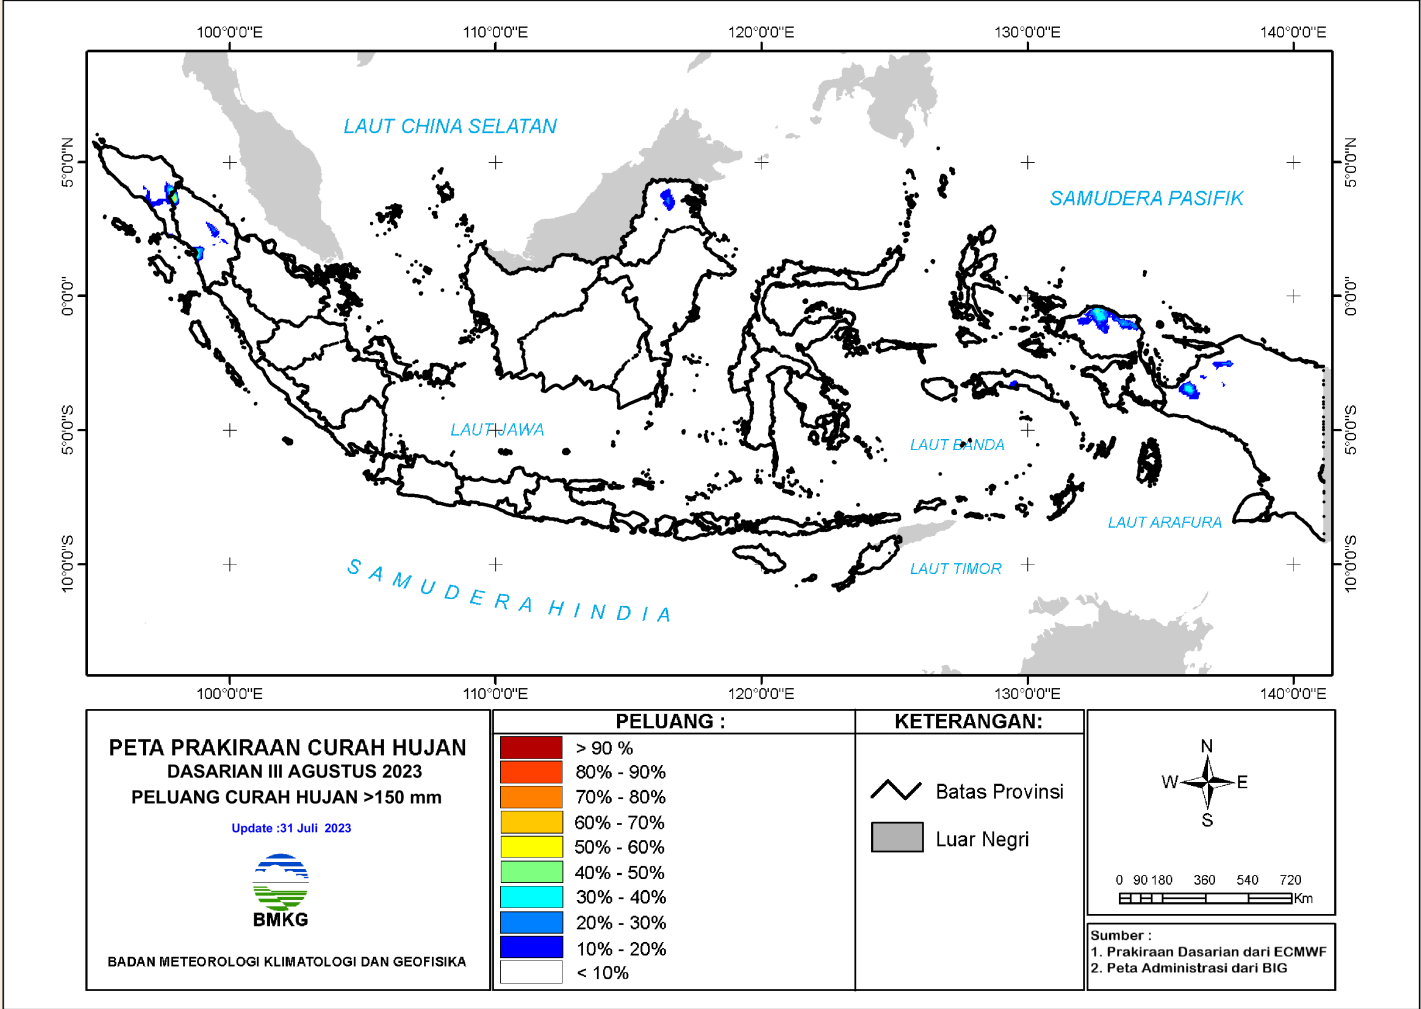 100°0'0"E 110°0'0"E 120°0'0"E 130°0'0"E 140°0'0"E
5°0'0"N
0°0'0"
5°0'0"S
10°0'0"S
LAUT CHINA SELATAN
SAMUDERA PASIFIK
LAUT JAWA
LAUT BANDA
LAUT ARAFURA
LAUT TIMOR
SAMUDERA HINDIA
5°0'0"N
0°0'0"
5°0'0"S
10°0'0"S
100°0'0"E 110°0'0"E 120°0'0"E 130°0'0"E 140°0'0"E
PETA PRAKIRAAN CURAH HUJAN
DASARIAN III AGUSTUS 2023
PELUANG CURAH HUJAN >150 mm
Update :31 Juli 2023
BMKG
BADAN METEOROLOGI KLIMATOLOGI DAN GEOFISIKA
PELUANG :
> 90 %
80% - 90%
70% - 80%
60% - 70%
50% - 60%
40% - 50%
30% - 40%
20% - 30%
10% - 20%
< 10%
KETERANGAN:
Batas Provinsi
Luar Negri
N
W E
S
0 90 180 360 540 720
Km
Sumber :
1. Prakiraan Dasarian dari ECMWF
2. Peta Administrasi dari BIG